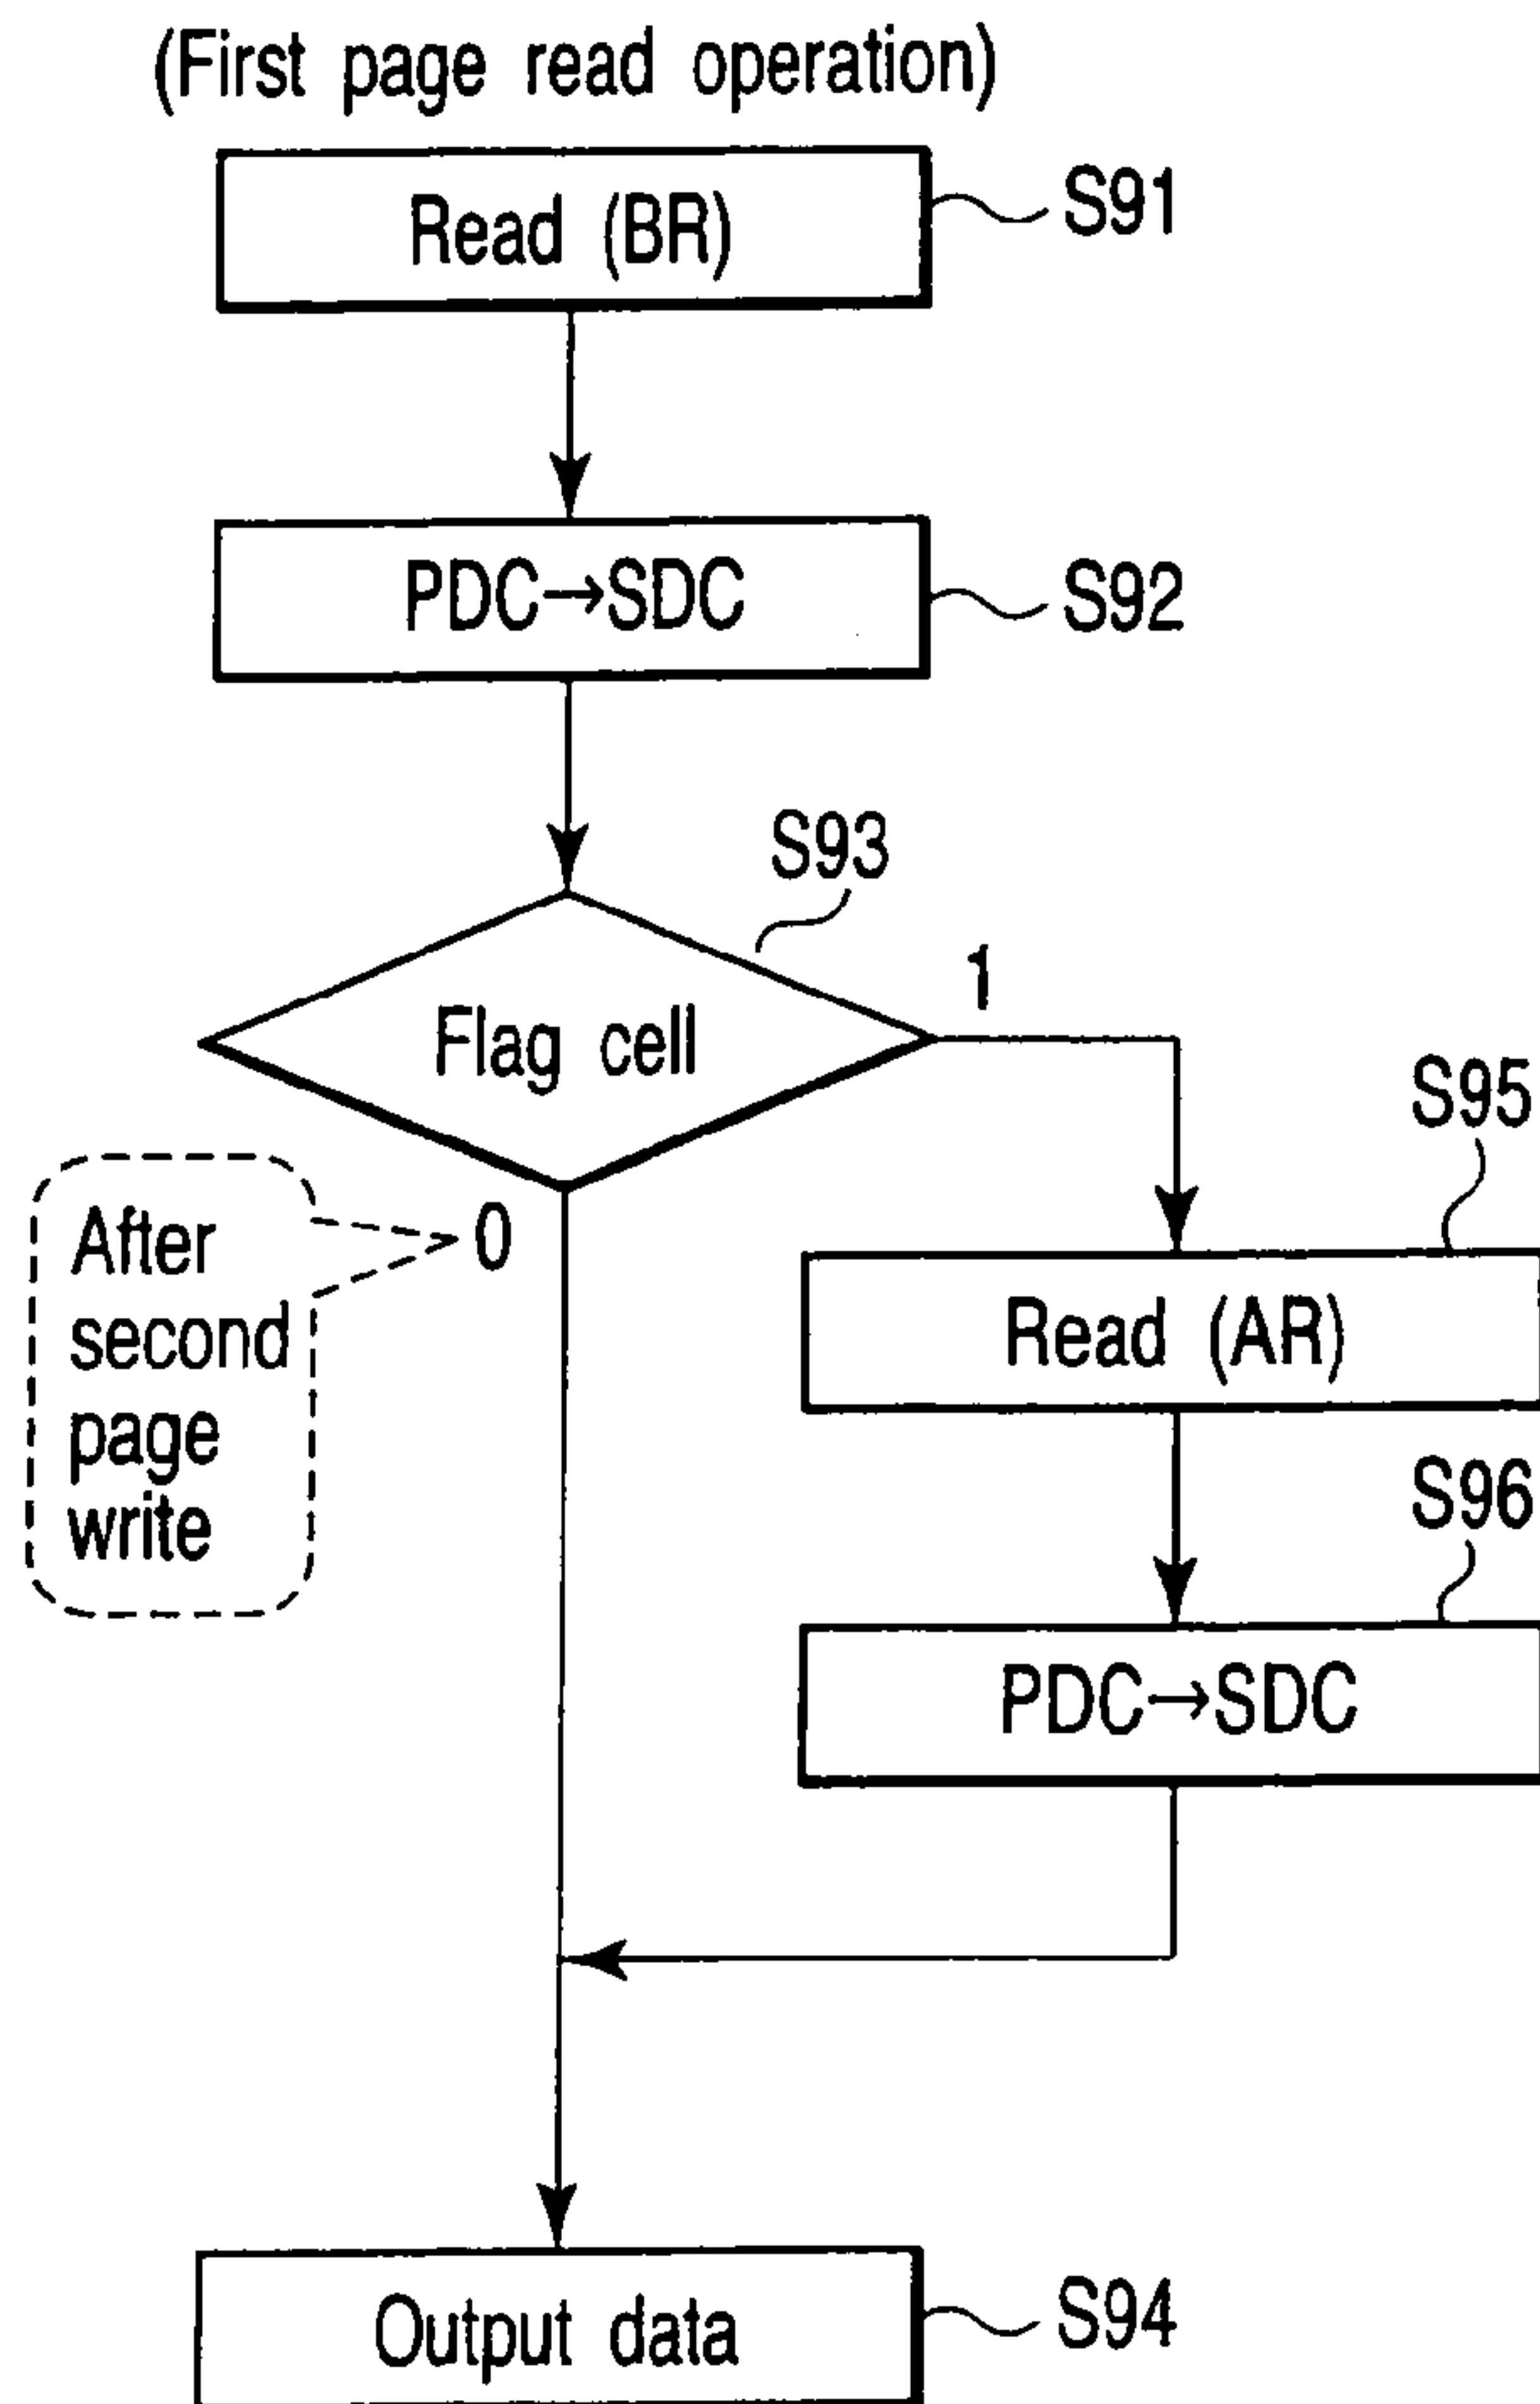 (First page read operation)
Read (BR)
S91
PDC→SDC
S92
S93
Flag cell
1
0
After
second
page
write
S95
Read (AR)
S96
PDC→SDC
Output data
S94